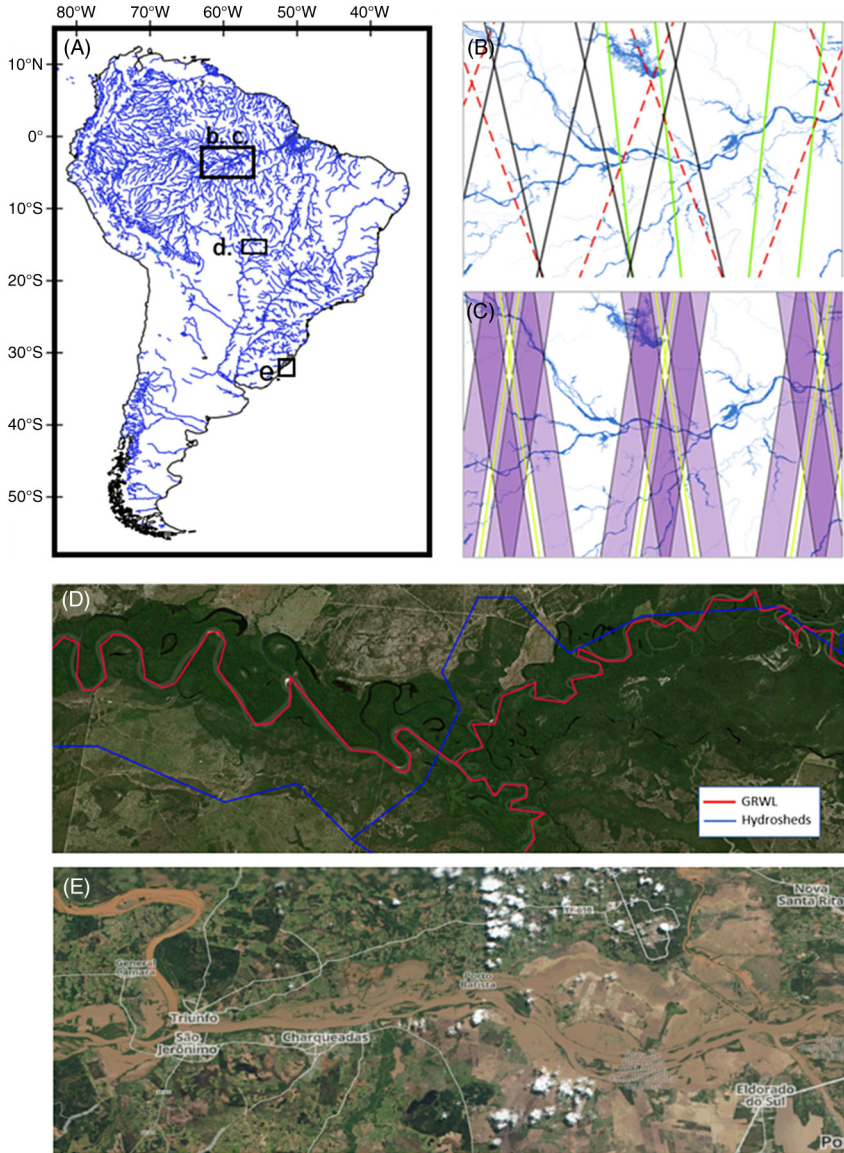 80°W 70°W 60°W 50°W 40°W
(A)
10°N
0°
10°S
20°S
30°S
40°S
50°S
b. c.
d.
e.
(B)
(C)
(D)
GRWL
Hydrosheds
(E)
Nova
Santa Rita
General
Câmara
Porto
Batista
Triunfo
São
Jerônimo
Charqueadas
Eldorado
do Sul
Po